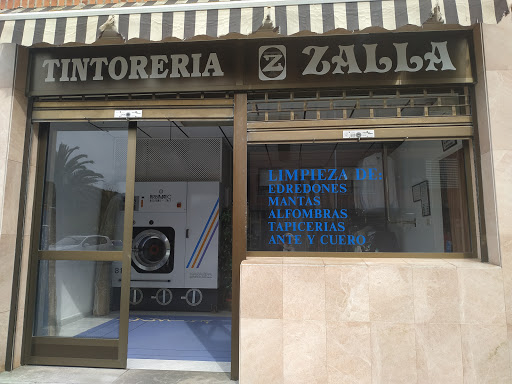 TINTORERIA Z ZALLA
LIMPIEZA DE:
EDREDONES
MANTAS
ALFOMBRAS
TAPICERIAS
ANTE Y CUERO